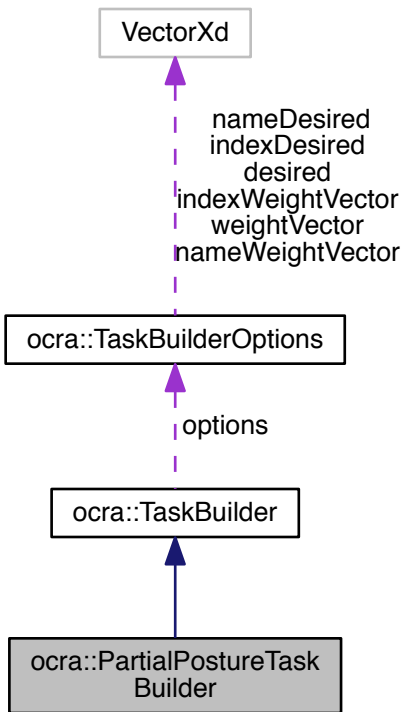 VectorXd
nameDesired
indexDesired
desired
indexWeightVector
weightVector
nameWeightVector
ocra::TaskBuilderOptions
options
ocra::TaskBuilder
ocra::PartialPostureTask
Builder